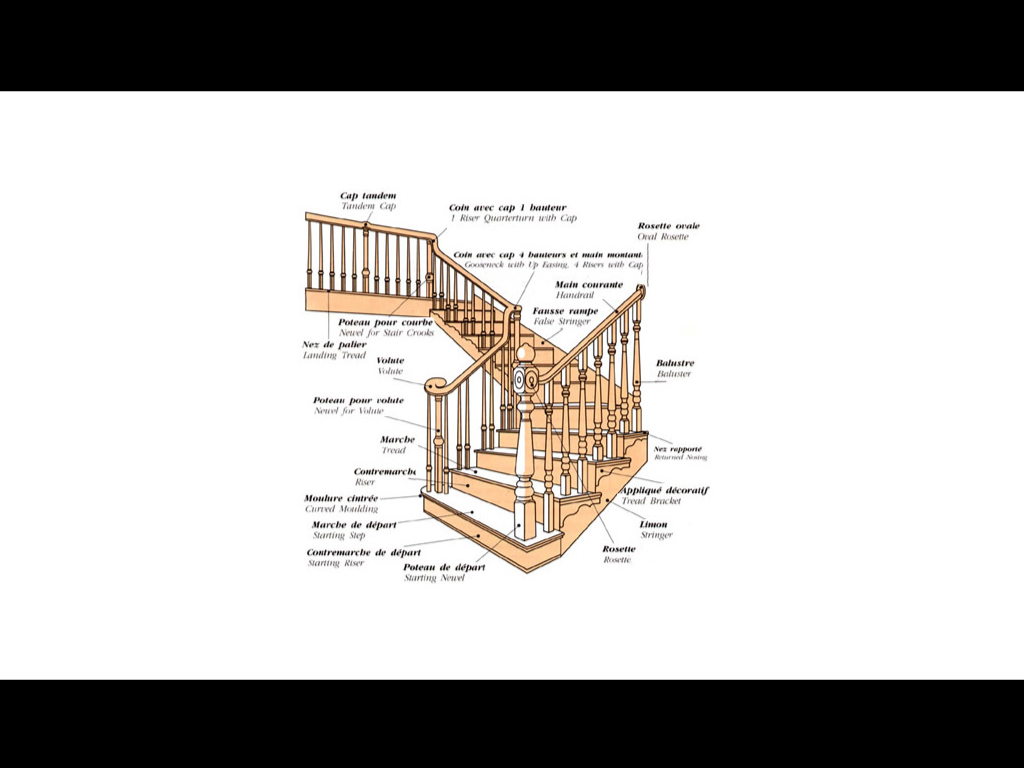 Cap tandem
Tandem Cap
Coin avec cap 1 hauteur
1 Riser Quarterturn with Cap
Rosette ovale
Oval Rosette
Coin avec cap 4 hauteurs et main montant
Gooseneck with Up Easing, 4 Risers with Cap
Main courante
Handrail
Fausse rampe
False Stringer
Poteau pour courbe
Newel for Stair Crooks
Nez de palier
Landing Tread
Volute
Volute
Balustre
Baluster
Poteau pour volute
Newel for Volute
Marche
Tread
Nez rapporté
Returned Nosing
Contremarche
Riser
Moulure cintrée
Curved Moulding
Appliqué décoratif
Tread Bracket
Marche de départ
Starting Step
Limon
Stringer
Contremarche de départ
Starting Riser
Rosette
Rosette
Poteau de départ
Starting Newel